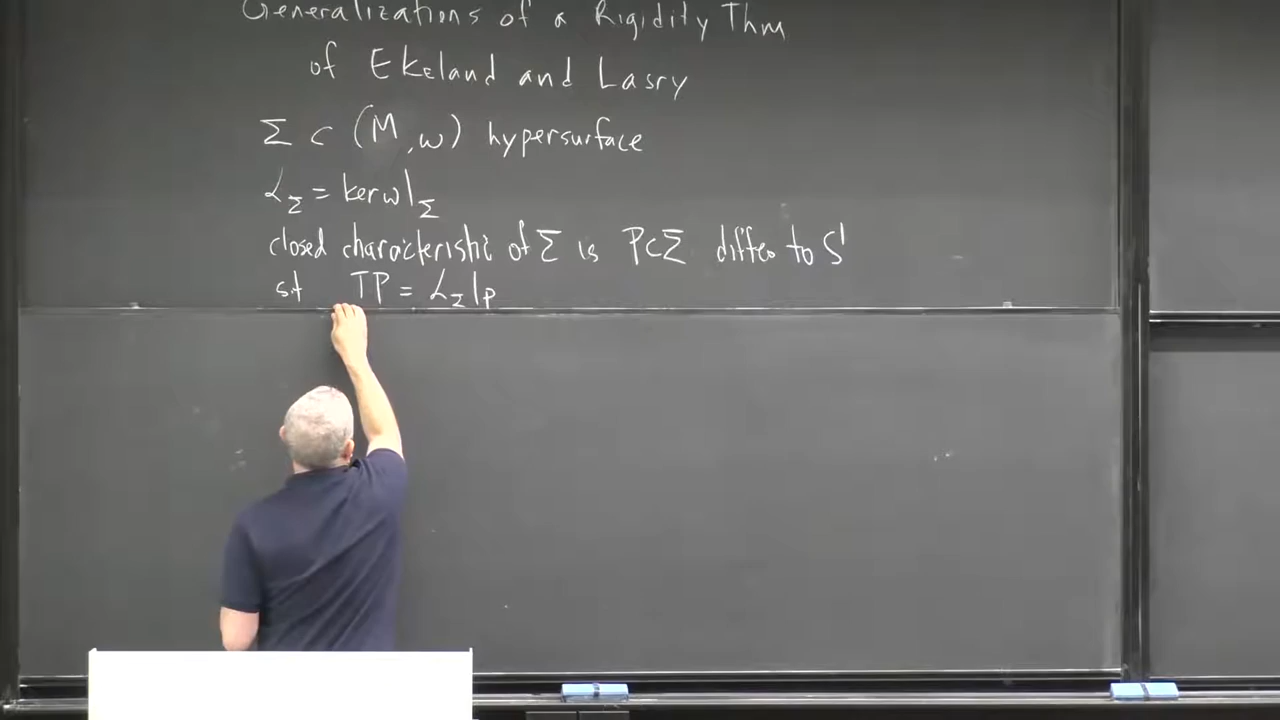 Generalizations of a Rigidity Thm
of Ekeland and Lasry
Σ ⊂ (M, ω) hypersurface
ℒ_Σ = ker ω|_Σ
closed characteristic of Σ is P ⊂ Σ diffeo to S¹
st TP = ℒ_Σ|_P